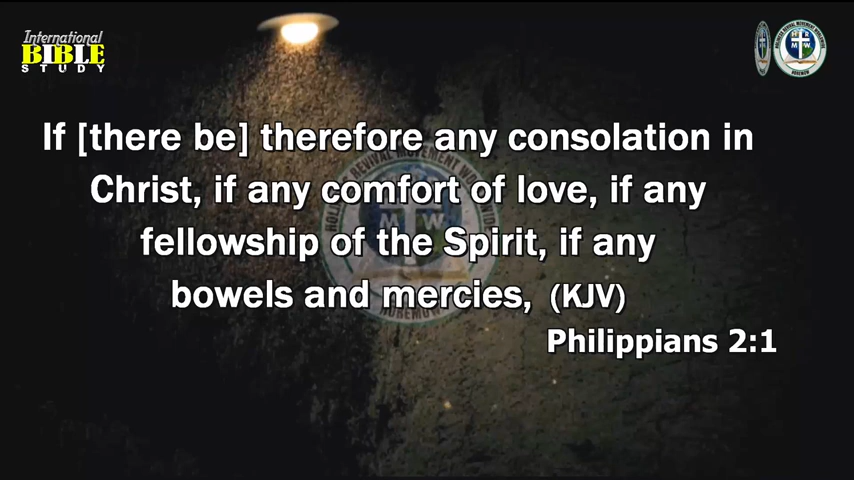 International
BIBLE
STUDY
If [there be] therefore any consolation in
Christ, if any comfort of love, if any
fellowship of the Spirit, if any
bowels and mercies, (KJV)
Philippians 2:1